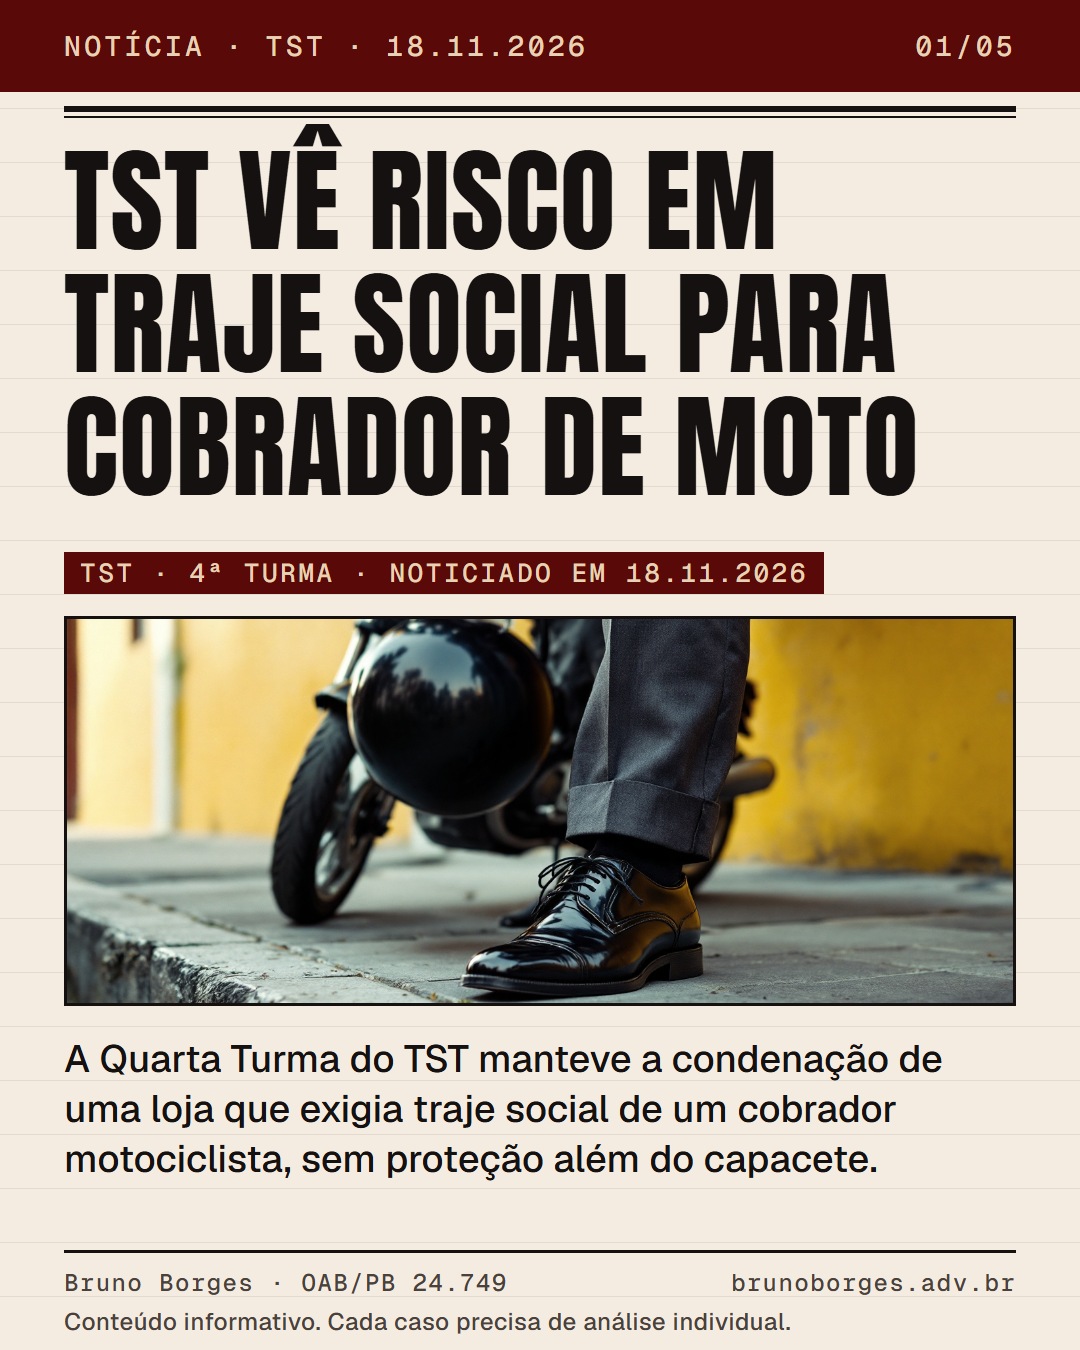 NOTÍCIA · TST · 18.11.2026
01/05
TST VÊ RISCO EM
TRAJE SOCIAL PARA
COBRADOR DE MOTO
TST · 4ª TURMA · NOTICIADO EM 18.11.2026
A Quarta Turma do TST manteve a condenação de
uma loja que exigia traje social de um cobrador
motociclista, sem proteção além do capacete.
Bruno Borges · OAB/PB 24.749
brunoborges.adv.br
Conteúdo informativo. Cada caso precisa de análise individual.